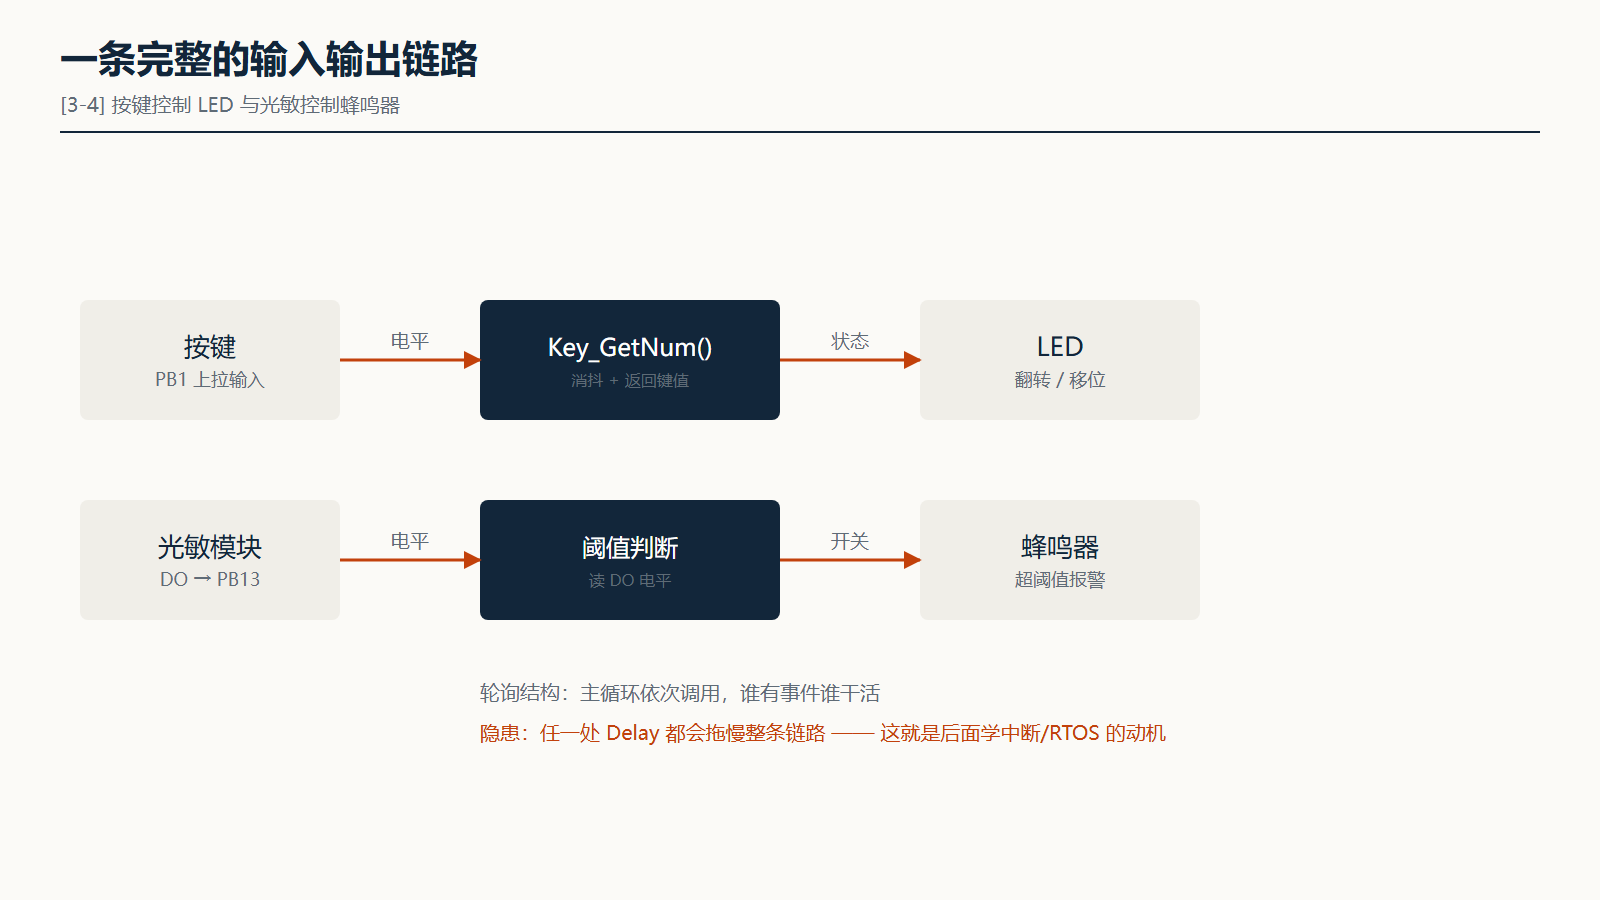 一条完整的输入输出链路
[3-4] 按键控制 LED 与光敏控制蜂鸣器
按键
PB1 上拉输入
电平
Key_GetNum()
消抖 + 返回键值
状态
LED
翻转 / 移位
光敏模块
DO → PB13
电平
阈值判断
读 DO 电平
开关
蜂鸣器
超阈值报警
轮询结构：主循环依次调用，谁有事件谁干活
隐患：任一处 Delay 都会拖慢整条链路 —— 这就是后面学中断/RTOS 的动机